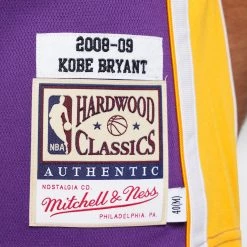 2008-09
KOBE BRYANT
HARDWOOD
CLASSICS
NBA
AUTHENTIC
NOSTALGIA CO.
Mitchell & Ness
PHILADELPHIA, PA.
40(M)